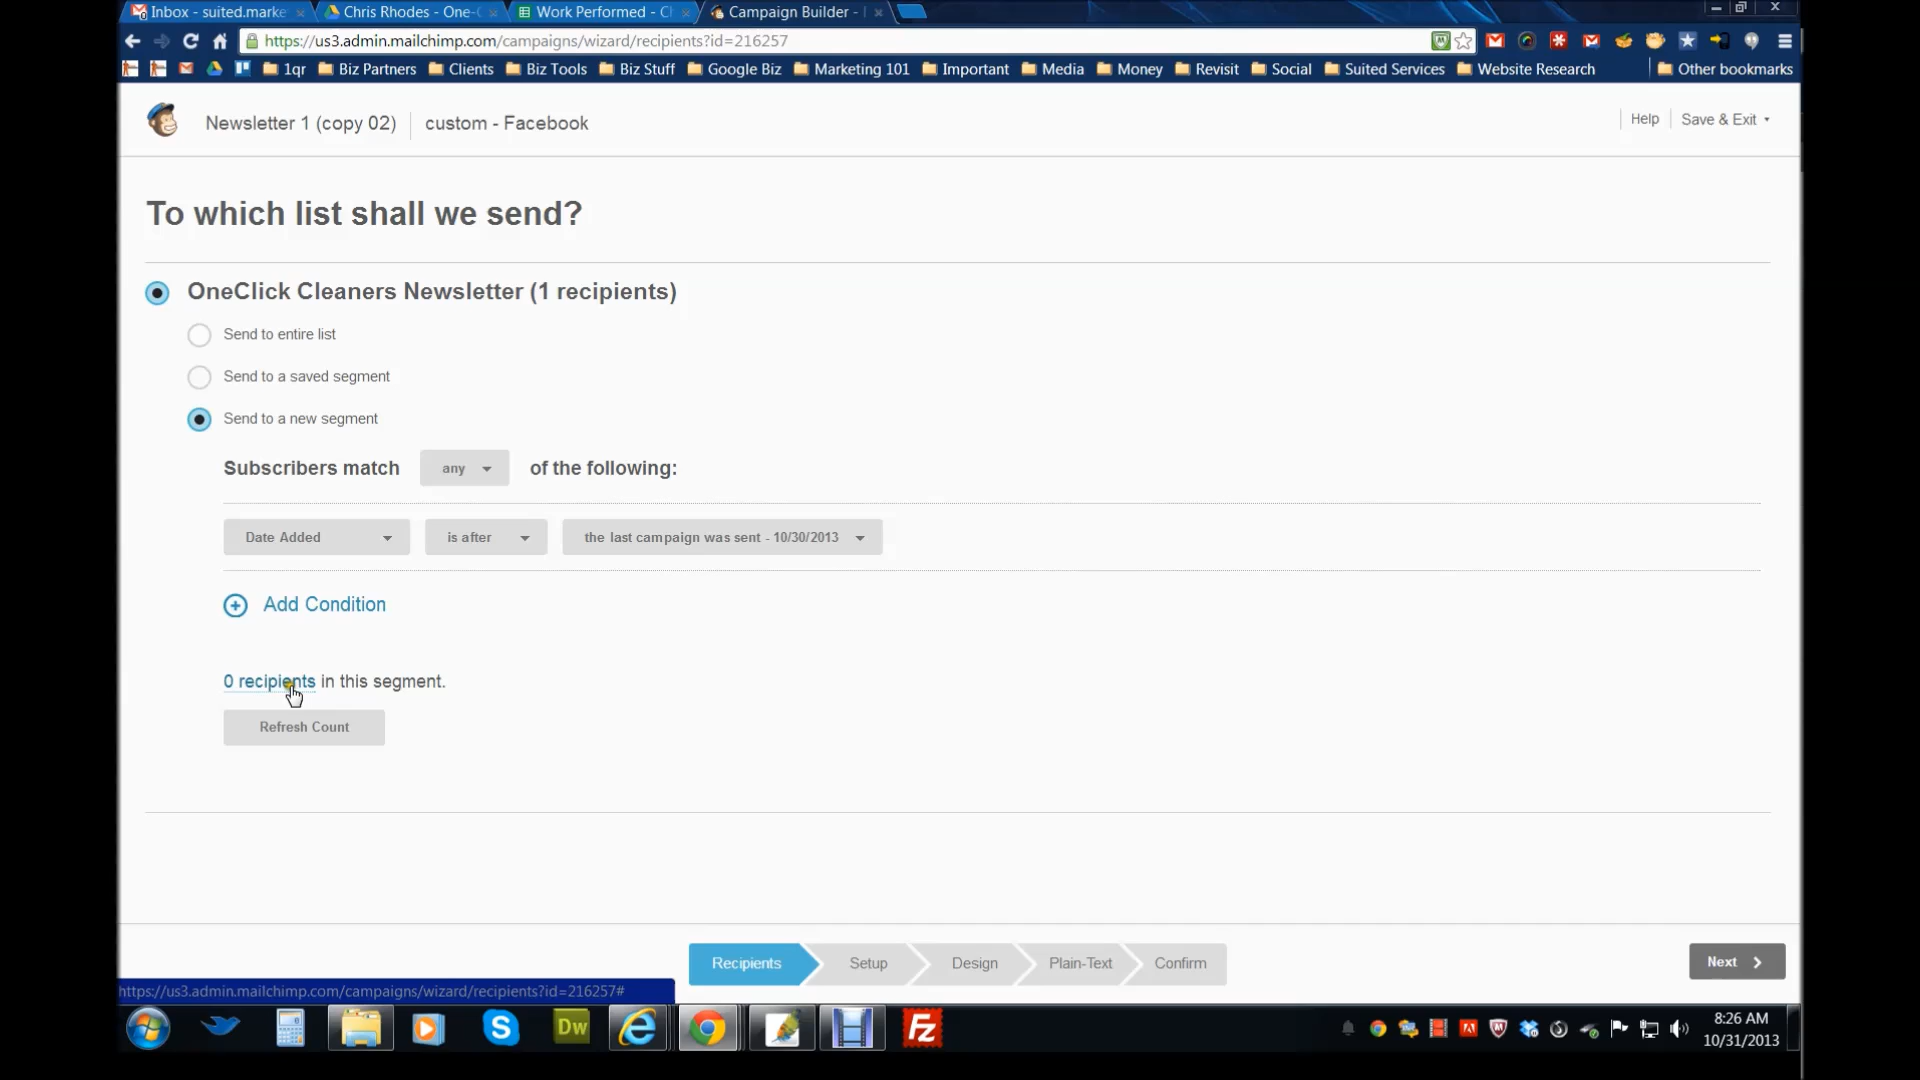 Inbox - suited.marke
Chris Rhodes - One-
Work Performed - C
Campaign Builder -
https://us3.admin.mailchimp.com/campaigns/wizard/recipients?id=216257
1qr
Biz Partners
Clients
Biz Tools
Biz Stuff
Google Biz
Marketing 101
Important
Media
Money
Revisit
Social
Suited Services
Website Research
Other bookmarks
Newsletter 1 (copy 02)
custom - Facebook
Help
Save & Exit
To which list shall we send?
OneClick Cleaners Newsletter (1 recipients)
Send to entire list
Send to a saved segment
Send to a new segment
Subscribers match any of the following:
Date Added is after the last campaign was sent - 10/30/2013
Add Condition
0 recipients in this segment.
Refresh Count
Recipients
Setup
Design
Plain-Text
Confirm
Next
https://us3.admin.mailchimp.com/campaigns/wizard/recipients?id=216257#
Dw
Fz
8:26 AM
10/31/2013